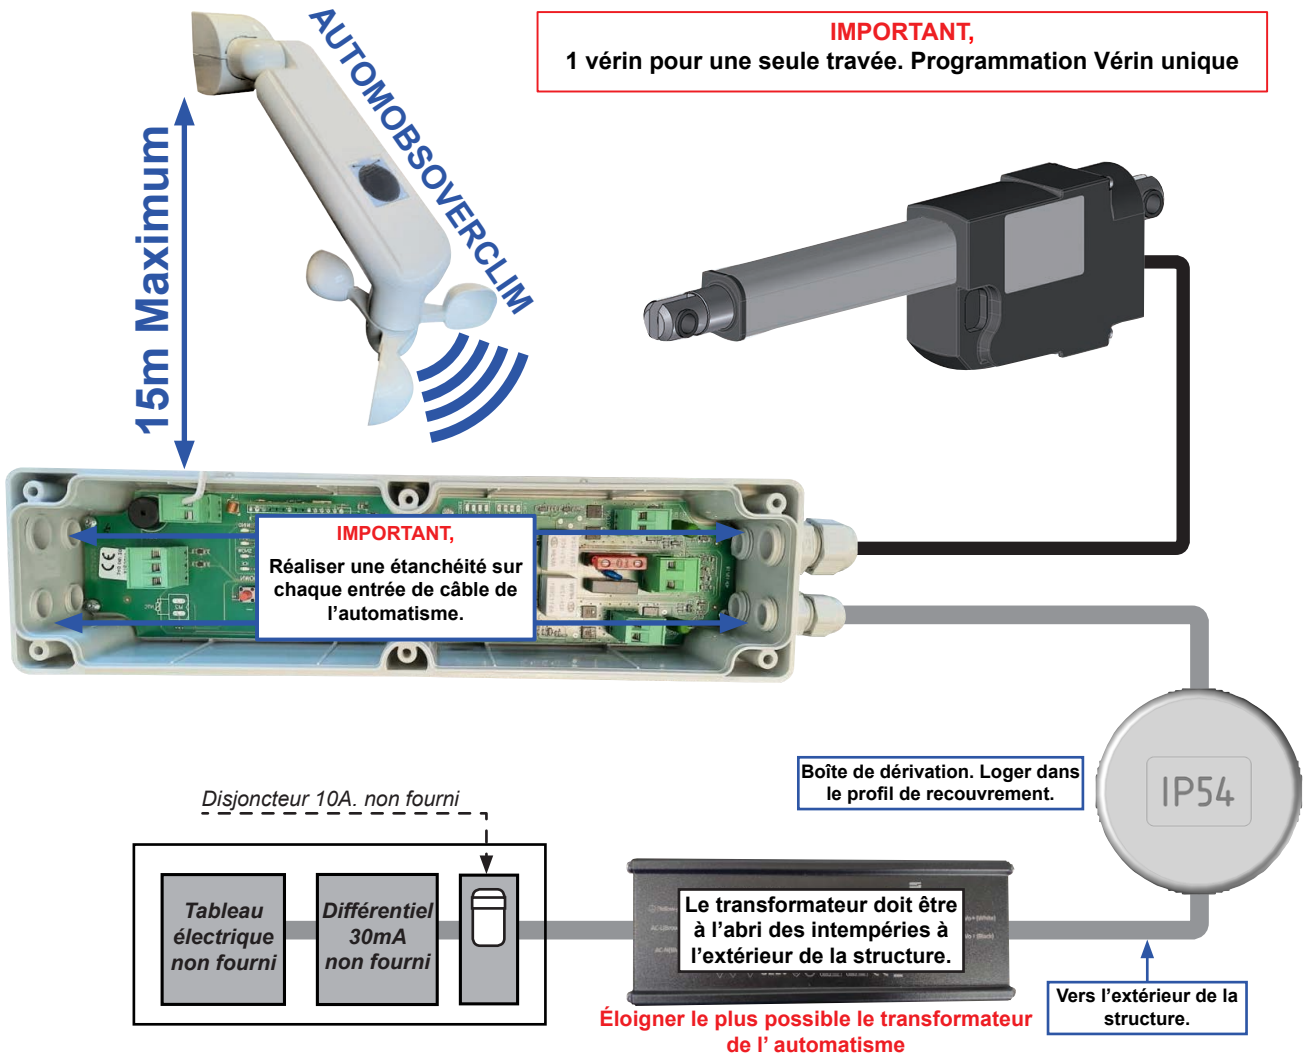 IMPORTANT,
1 vérin pour une seule travée. Programmation Vérin unique
AUTOMOBSOVERCLIM
15m Maximum
IMPORTANT,
Réaliser une étanchéité sur
chaque entrée de câble de
l’automatisme.
CE
10
Boîte de dérivation. Loger dans
le profil de recouvrement.
IP54
Disjoncteur 10A. non fourni
Tableau
électrique
non fourni
Différentiel
30mA
non fourni
Le transformateur doit être
à l’abri des intempéries à
l’extérieur de la structure.
Éloigner le plus possible le transformateur
de l’ automatisme
Vers l’extérieur de la
structure.